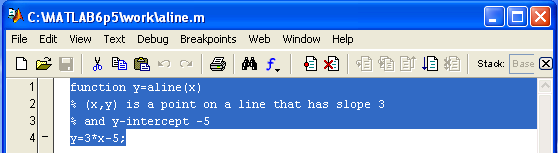 C:\MATLAB6p5\work\aline.m
File Edit View Text Debug Breakpoints Web Window Help
Stack: Base
1 function y=aline(x)
2 % (x,y) is a point on a line that has slope 3
3 % and y-intercept -5
4 – y=3*x-5;